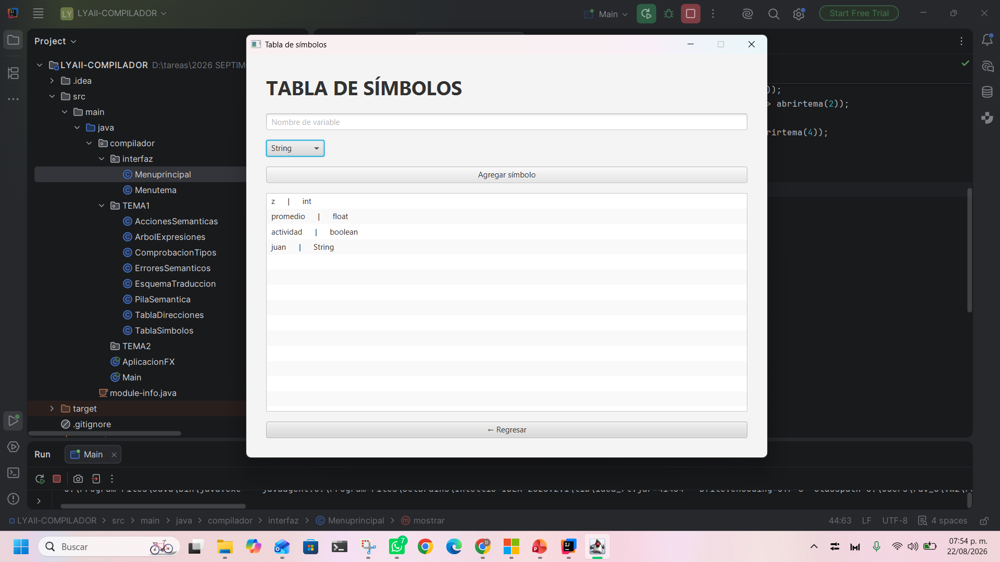 LY LYAII-COMPILADOR
Main
Start Free Trial
Project
LYAII-COMPILADOR D:\tareas\2026 SEPTIM
.idea
src
main
java
compilador
interfaz
Menuprincipal
Menutema
TEMA1
AccionesSemanticas
ArbolExpresiones
ComprobacionTipos
ErroresSemanticos
EsquemaTraduccion
PilaSemantica
TablaDirecciones
TablaSimbolos
TEMA2
AplicacionFX
Main
module-info.java
target
.gitignore
Tabla de símbolos
TABLA DE SÍMBOLOS
Nombre de variable
String
Agregar símbolo
z | int
promedio | float
actividad | boolean
juan | String
← Regresar
));
> abrirtema(2));
rirtema(4));
Run
Main
LYAII-COMPILADOR > src > main > java > compilador > interfaz > Menuprincipal > mostrar
44:63 LF UTF-8 4 spaces
Buscar
7
07:54 p. m.
22/08/2026